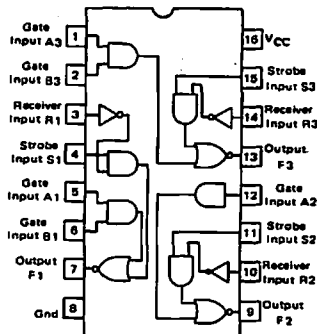 Gate
Input A3
1
Gate
Input B3
2
Receiver
Input R1
3
Strobe
Input S1
4
Gate
Input A1
5
Gate
Input B1
6
Output
F1
7
Gnd
8
16
VCC
15
Strobe
Input S3
14
Receiver
Input R3
13
Output
F3
12
Gate
Input A2
11
Strobe
Input S2
10
Receiver
Input R2
9
Output
F2